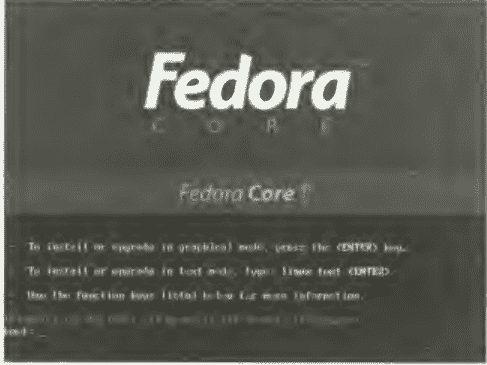 Fedora
C O R E
Fedora Core
- To install or upgrade in graphical mode, press the <ENTER> key.
- To install or upgrade in text mode, type: linux text <ENTER>.
- Use the function keys listed below for more information.
boot: _